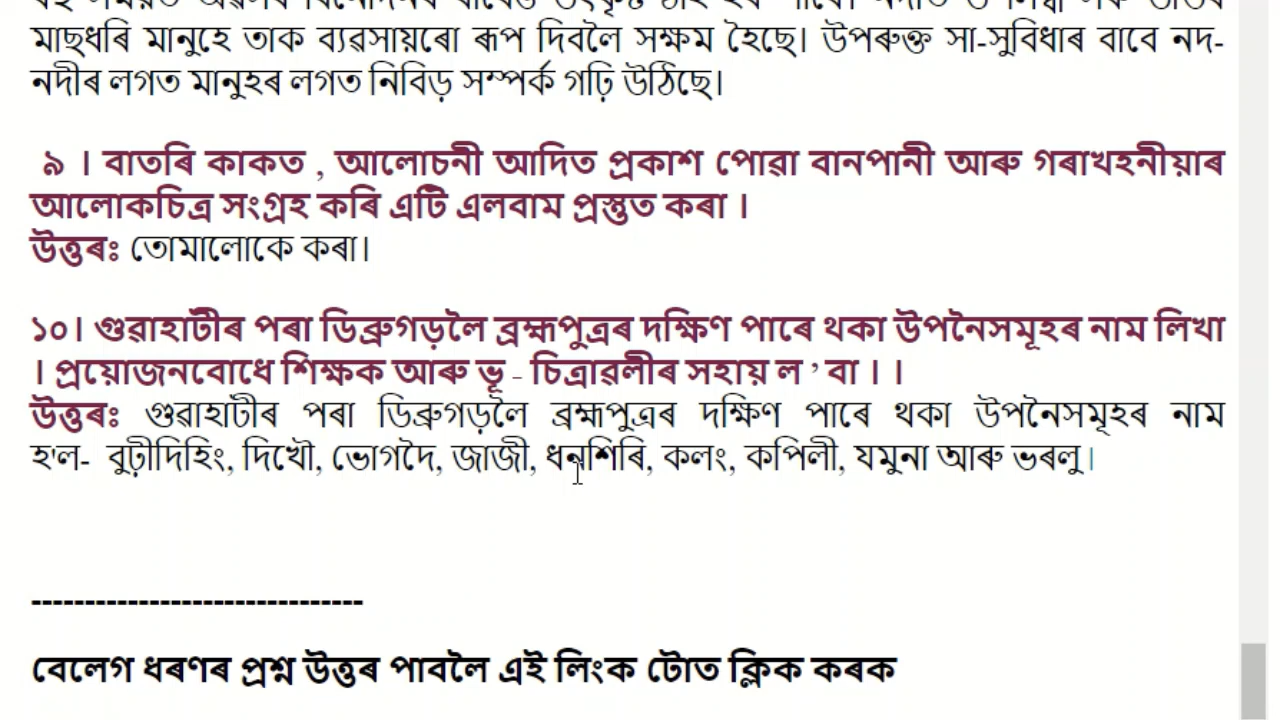 মাছধৰি মানুহে তাক ব্যৱসায়ৰো ৰূপ দিবলৈ সক্ষম হৈছে। উপৰুক্ত সা-সুবিধাৰ বাবে নদ-
নদীৰ লগত মানুহৰ লগত নিবিড় সম্পৰ্ক গঢ়ি উঠিছে।
৯ । বাতৰি কাকত , আলোচনী আদিত প্ৰকাশ পোৱা বানপানী আৰু গৰাখহনীয়াৰ
আলোকচিত্ৰ সংগ্ৰহ কৰি এটি এলবাম প্ৰস্তুত কৰা ।
উত্তৰঃ তোমালোকে কৰা।
১০। গুৱাহাটীৰ পৰা ডিব্ৰুগড়লৈ ব্ৰহ্মপুত্ৰৰ দক্ষিণ পাৰে থকা উপনৈসমূহৰ নাম লিখা
। প্ৰয়োজনবোধে শিক্ষক আৰু ভূ - চিত্ৰাৱলীৰ সহায় ল ’ বা । ।
উত্তৰঃ গুৱাহাটীৰ পৰা ডিব্ৰুগড়লৈ ব্ৰহ্মপুত্ৰৰ দক্ষিণ পাৰে থকা উপনৈসমূহৰ নাম
হ'ল- বুঢ়ীদিহিং, দিখৌ, ভোগদৈ, জাজী, ধনশিৰি, কলং, কপিলী, যমুনা আৰু ভৰলু।
-------------------------------
বেলেগ ধৰণৰ প্ৰশ্ন উত্তৰ পাবলৈ এই লিংক টোত ক্লিক কৰক